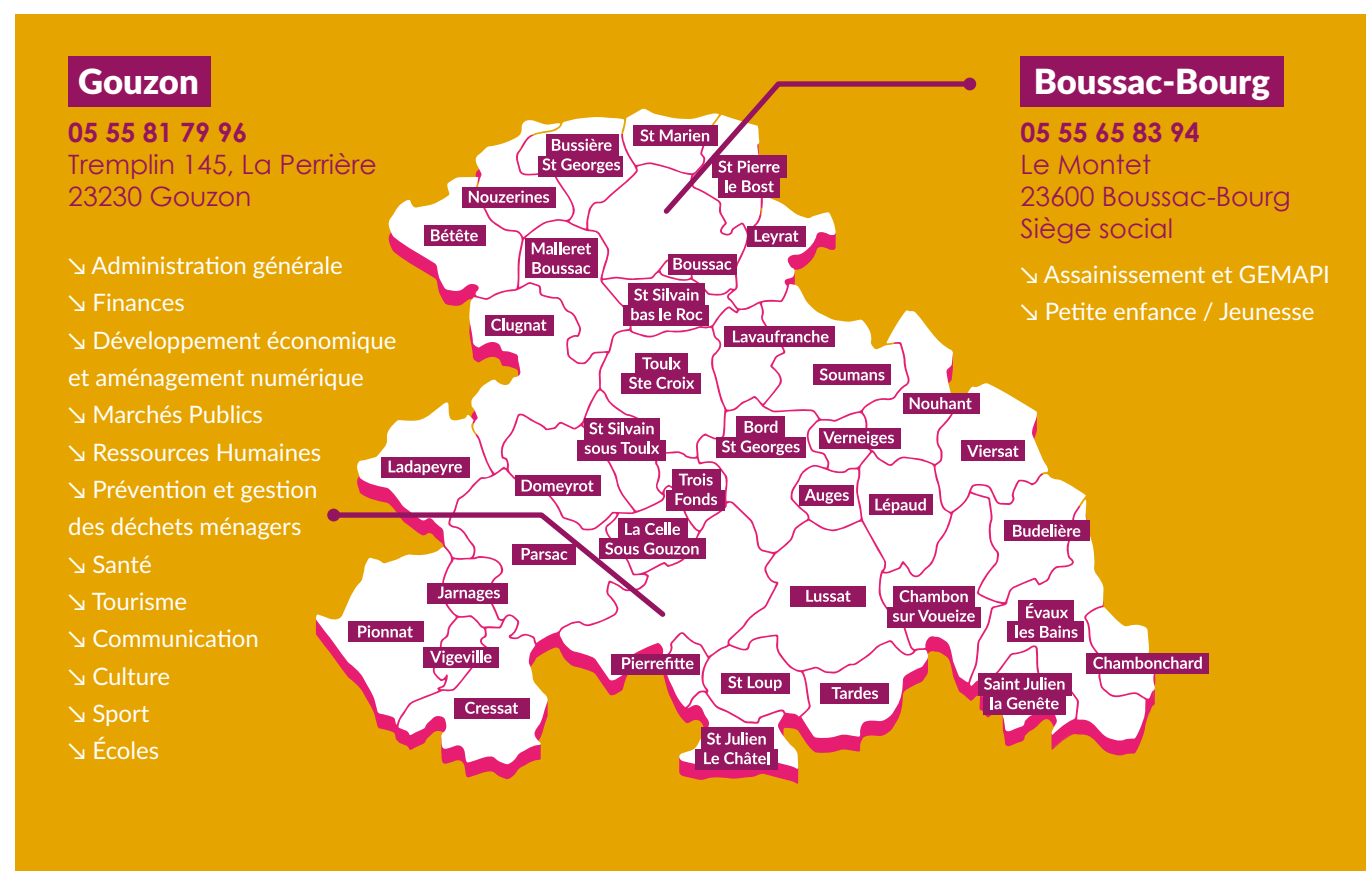 Gouzon
05 55 81 79 96
Tremplin 145, La Perrière
23230 Gouzon
↘ Administration générale
↘ Finances
↘ Développement économique
et aménagement numérique
↘ Marchés Publics
↘ Ressources Humaines
↘ Prévention et gestion
des déchets ménagers
↘ Santé
↘ Tourisme
↘ Communication
↘ Culture
↘ Sport
↘ Écoles
Boussac-Bourg
05 55 65 83 94
Le Montet
23600 Boussac-Bourg
Siège social
↘ Assainissement et GEMAPI
↘ Petite enfance / Jeunesse
St Marien
Bussière
St Georges
St Pierre
le Bost
Nouzerines
Bétête
Leyrat
Malleret
Boussac
Boussac
St Silvain
bas le Roc
Clugnat
Lavaufranche
Toulx
Ste Croix
Soumans
Nouhant
St Silvain
sous Toulx
Bord
St Georges
Verneiges
Viersat
Ladapeyre
Domeyrot
Trois
Fonds
Auges
Lépaud
La Celle
Sous Gouzon
Budelière
Parsac
Jarnages
Lussat
Chambon
sur Voueize
Évaux
les Bains
Pionnat
Vigeville
Pierrefitte
Chambonchard
St Loup
Tardes
Saint Julien
la Genête
Cressat
St Julien
Le Châtel